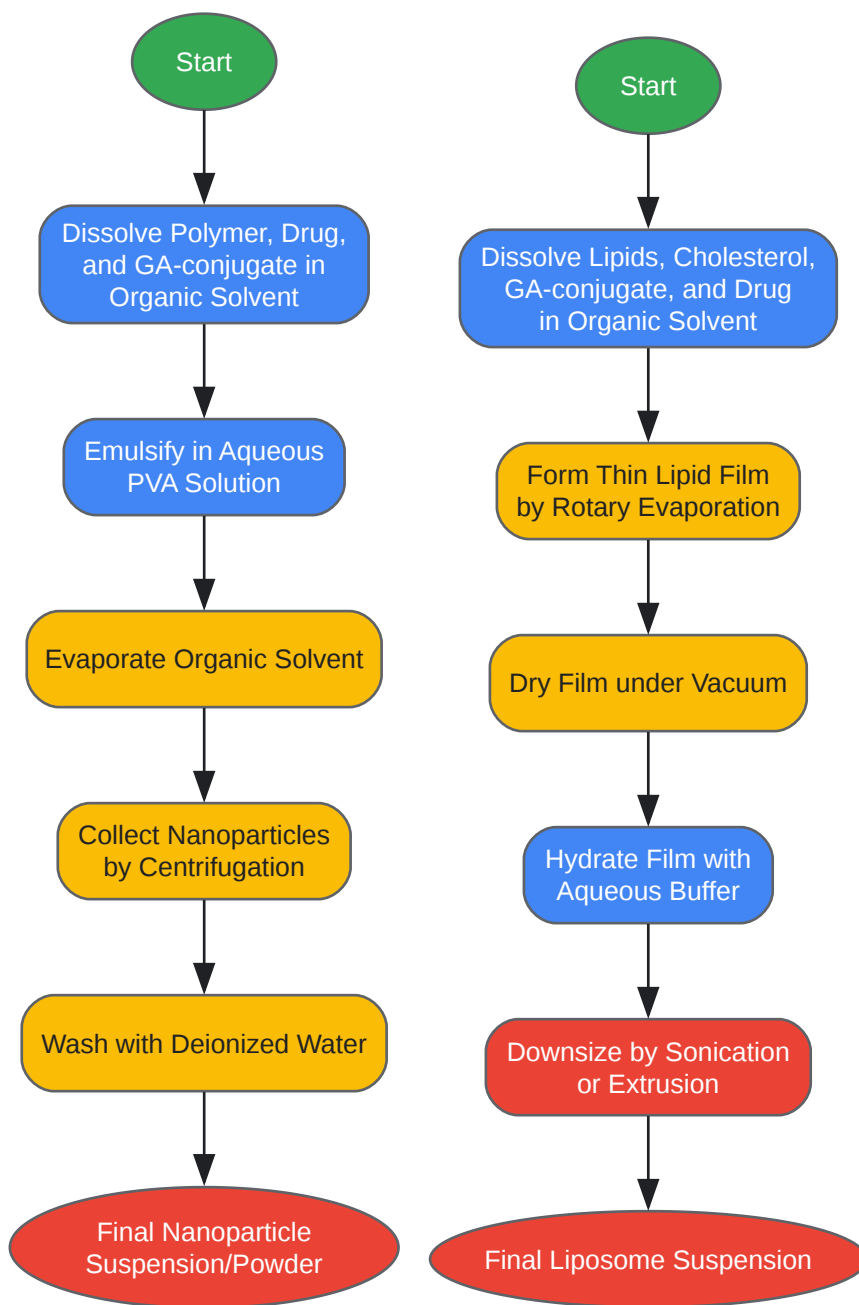 Start
Dissolve Polymer, Drug,
and GA-conjugate in
Organic Solvent
Emulsify in Aqueous
PVA Solution
Evaporate Organic Solvent
Collect Nanoparticles
by Centrifugation
Wash with Deionized Water
Final Nanoparticle
Suspension/Powder
Start
Dissolve Lipids, Cholesterol,
GA-conjugate, and Drug
in Organic Solvent
Form Thin Lipid Film
by Rotary Evaporation
Dry Film under Vacuum
Hydrate Film with
Aqueous Buffer
Downsize by Sonication
or Extrusion
Final Liposome Suspension